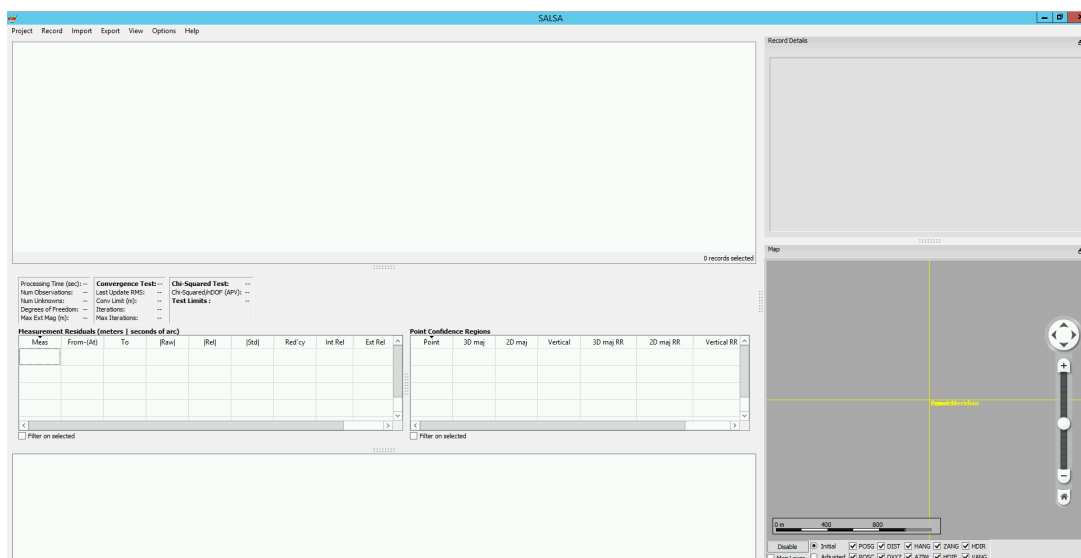 SALSA
Project Record Import Export View Options Help
Record Details
0 records selected
Map
Processing Time (sec): -- Convergence Test: -- Chi-Squared Test: --
Num Observations: -- Last Update RMS: -- Chi-Squared/nDOF (APV): --
Num Unknowns: -- Conv Limit (m): -- Test Limits : --
Degrees of Freedom: -- Iterations: --
Max Ext Mag (m): -- Max Iterations: --
Measurement Residuals (meters | seconds of arc)
Meas From-(At) To |Raw| |Rel| |Std| Red'cy Int Rel Ext Rel
Filter on selected
Point Confidence Regions
Point 3D maj 2D maj Vertical 3D maj RR 2D maj RR Vertical RR
Filter on selected
Meridian
0 m 400 800
Disable Initial POSG DIST HANG ZANG HDIR
Map Layer Adjusted POSC DXYZ AZIM HDIF VANG